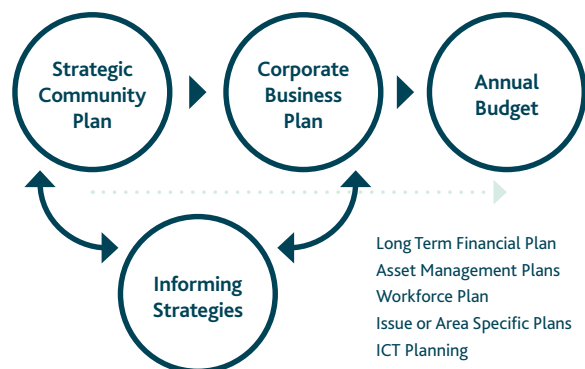 Strategic
Community
Plan
Corporate
Business
Plan
Annual
Budget
Informing
Strategies
Long Term Financial Plan
Asset Management Plans
Workforce Plan
Issue or Area Specific Plans
ICT Planning